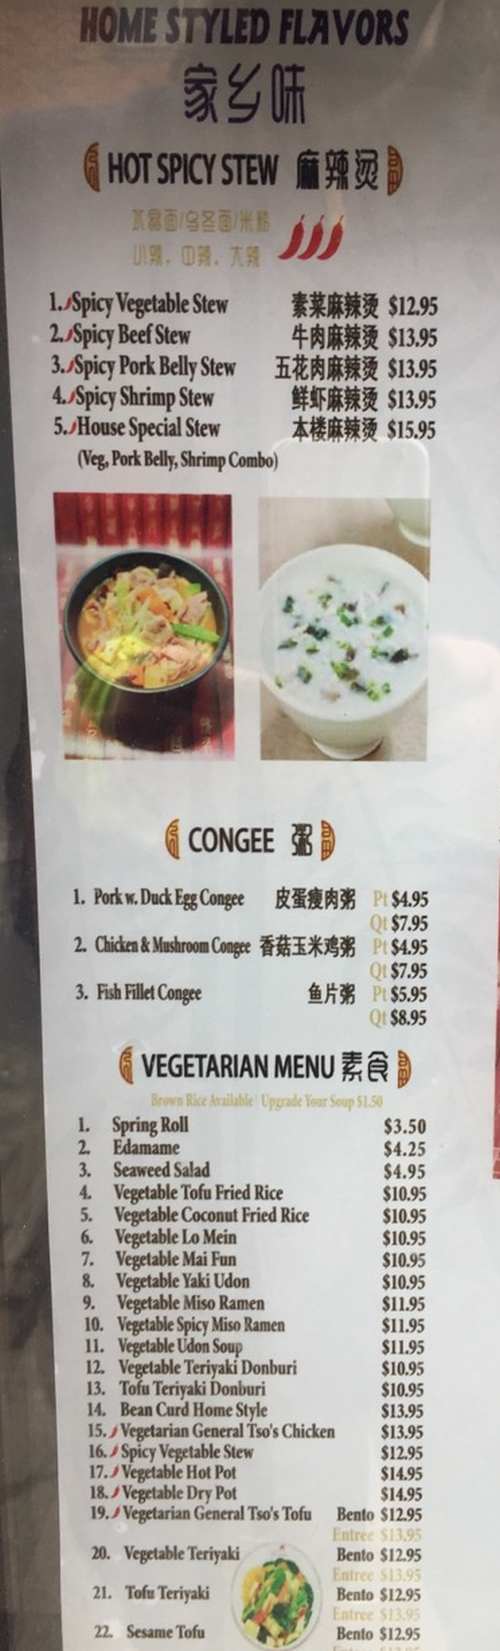 HOME STYLED FLAVORS
家乡味
HOT SPICY STEW 麻辣烫
冰窖面/乌冬面/米粉
小辣, 中辣, 大辣
1. Spicy Vegetable Stew 素菜麻辣烫 $12.95
2. Spicy Beef Stew 牛肉麻辣烫 $13.95
3. Spicy Pork Belly Stew 五花肉麻辣烫 $13.95
4. Spicy Shrimp Stew 鲜虾麻辣烫 $13.95
5. House Special Stew 本楼麻辣烫 $15.95
(Veg, Pork Belly, Shrimp Combo)
CONGEE 粥
1. Pork w. Duck Egg Congee 皮蛋瘦肉粥 Pt $4.95
Qt $7.95
2. Chicken & Mushroom Congee 香菇玉米鸡粥 Pt $4.95
Qt $7.95
3. Fish Fillet Congee 鱼片粥 Pt $5.95
Qt $8.95
VEGETARIAN MENU 素食
Brown Rice Available Upgrade Your Soup $1.50
1. Spring Roll $3.50
2. Edamame $4.25
3. Seaweed Salad $4.95
4. Vegetable Tofu Fried Rice $10.95
5. Vegetable Coconut Fried Rice $10.95
6. Vegetable Lo Mein $10.95
7. Vegetable Mai Fun $10.95
8. Vegetable Yaki Udon $10.95
9. Vegetable Miso Ramen $11.95
10. Vegetable Spicy Miso Ramen $11.95
11. Vegetable Udon Soup $11.95
12. Vegetable Teriyaki Donburi $10.95
13. Tofu Teriyaki Donburi $10.95
14. Bean Curd Home Style $13.95
15. Vegetarian General Tso's Chicken $13.95
16. Spicy Vegetable Stew $12.95
17. Vegetable Hot Pot $14.95
18. Vegetable Dry Pot $14.95
19. Vegetarian General Tso's Tofu Bento $12.95
Entree $13.95
20. Vegetable Teriyaki Bento $12.95
Entree $13.95
21. Tofu Teriyaki Bento $12.95
Entree $13.95
22. Sesame Tofu Bento $12.95